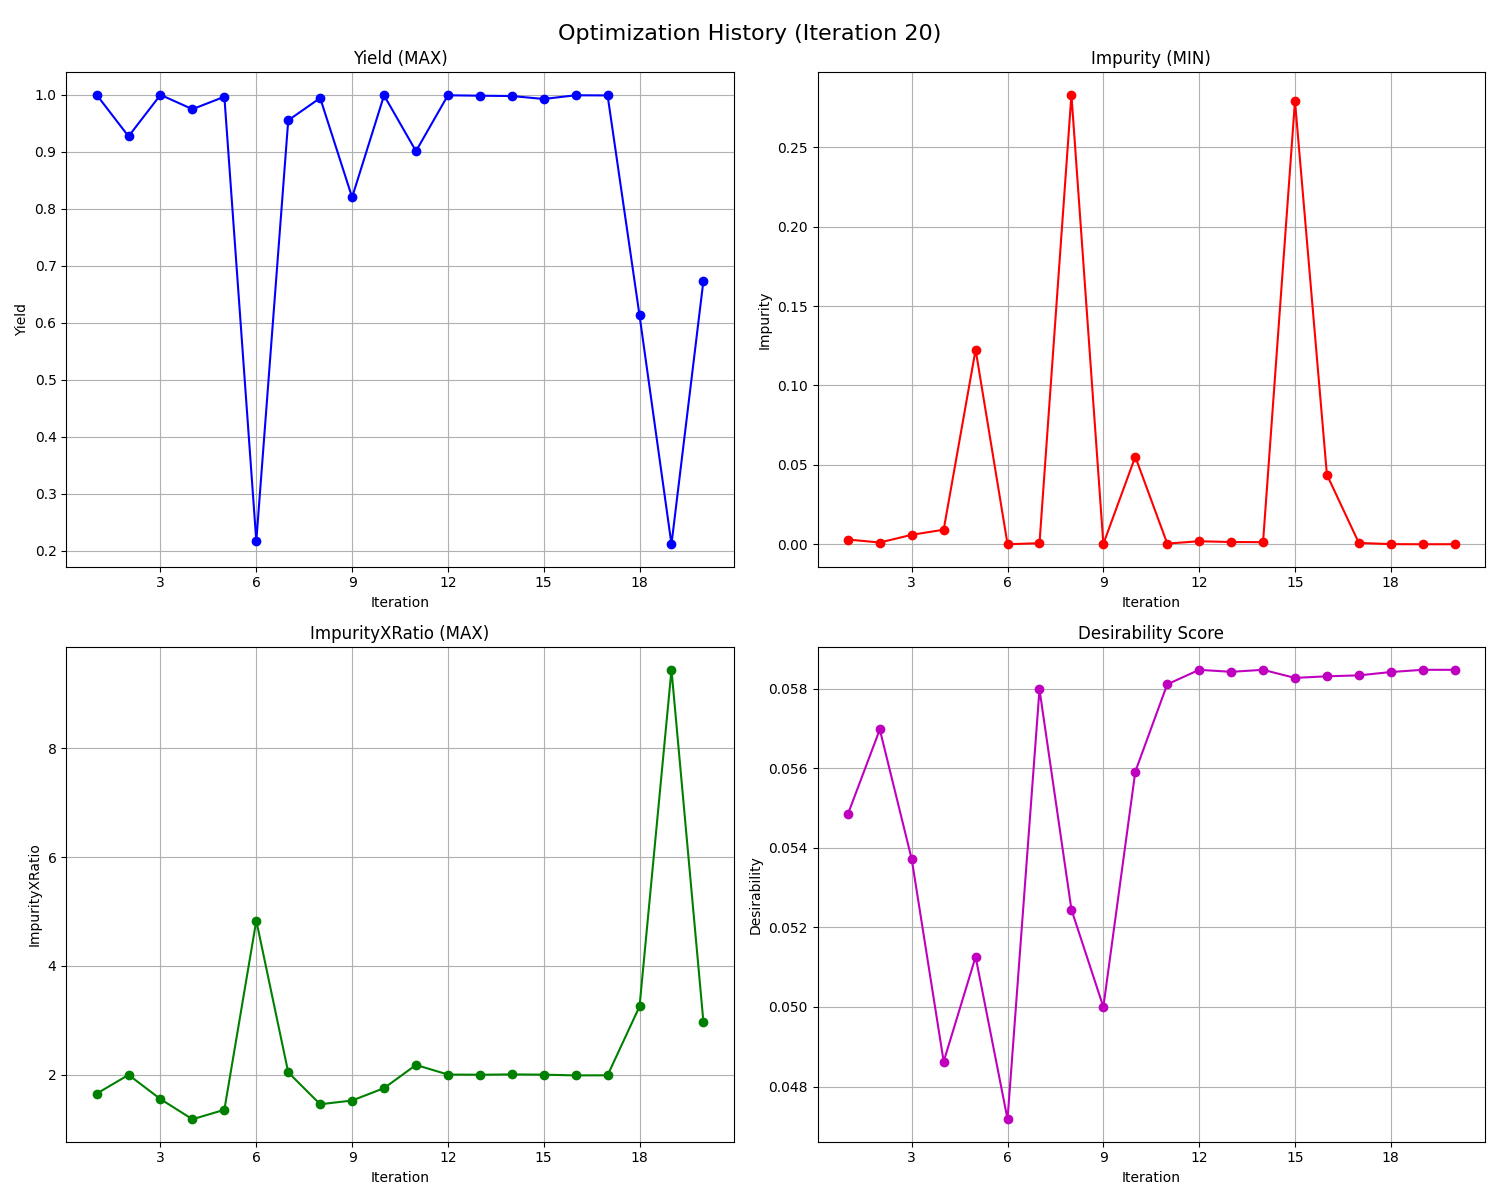 Optimization History (Iteration 20)
Yield (MAX)
1.0
0.9
0.8
0.7
0.6
0.5
0.4
0.3
0.2
Yield
3 6 9 12 15 18
Iteration
Impurity (MIN)
0.25
0.20
0.15
0.10
0.05
0.00
Impurity
3 6 9 12 15 18
Iteration
ImpurityXRatio (MAX)
8
6
4
2
ImpurityXRatio
3 6 9 12 15 18
Iteration
Desirability Score
0.058
0.056
0.054
0.052
0.050
0.048
Desirability
3 6 9 12 15 18
Iteration